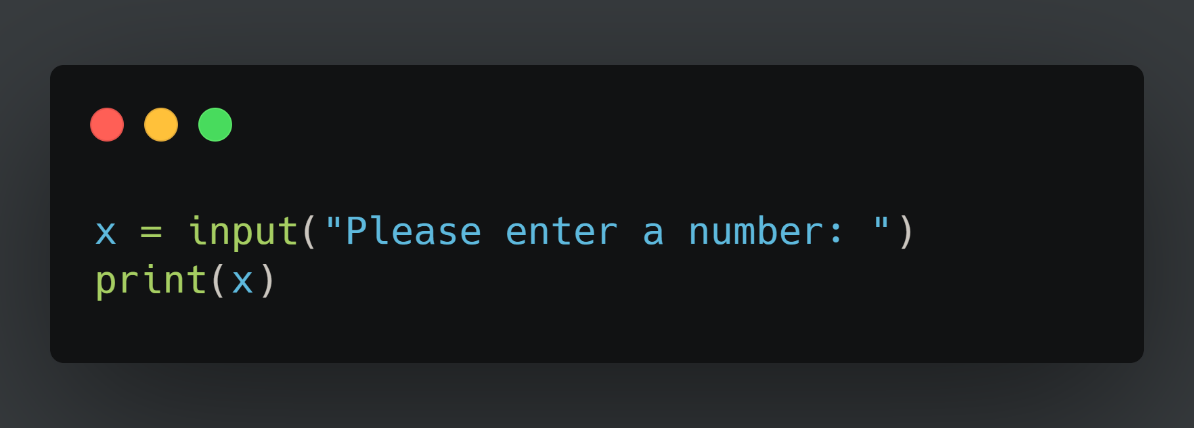 x = input("Please enter a number: ")
print(x)